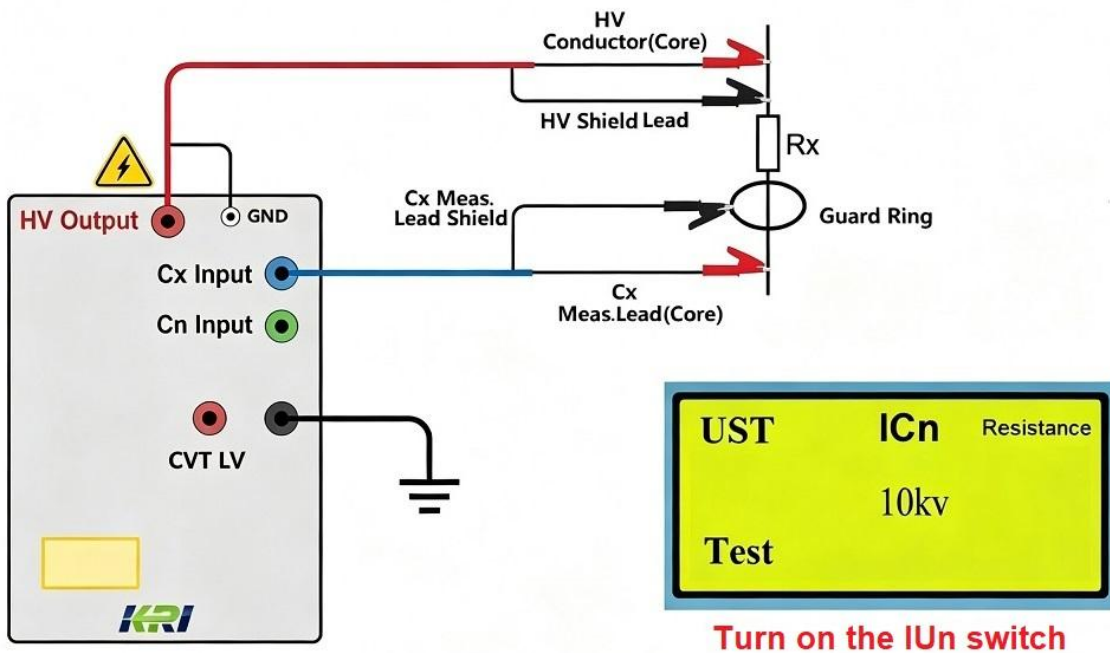 HV
Conductor(Core)
HV Shield Lead
Rx
Cx Meas.
Lead Shield
Guard Ring
HV Output
GND
Cx Input
Cx
Meas.Lead(Core)
Cn Input
CVT LV
KRI
UST ICn Resistance
10kv
Test
Turn on the IUn switch